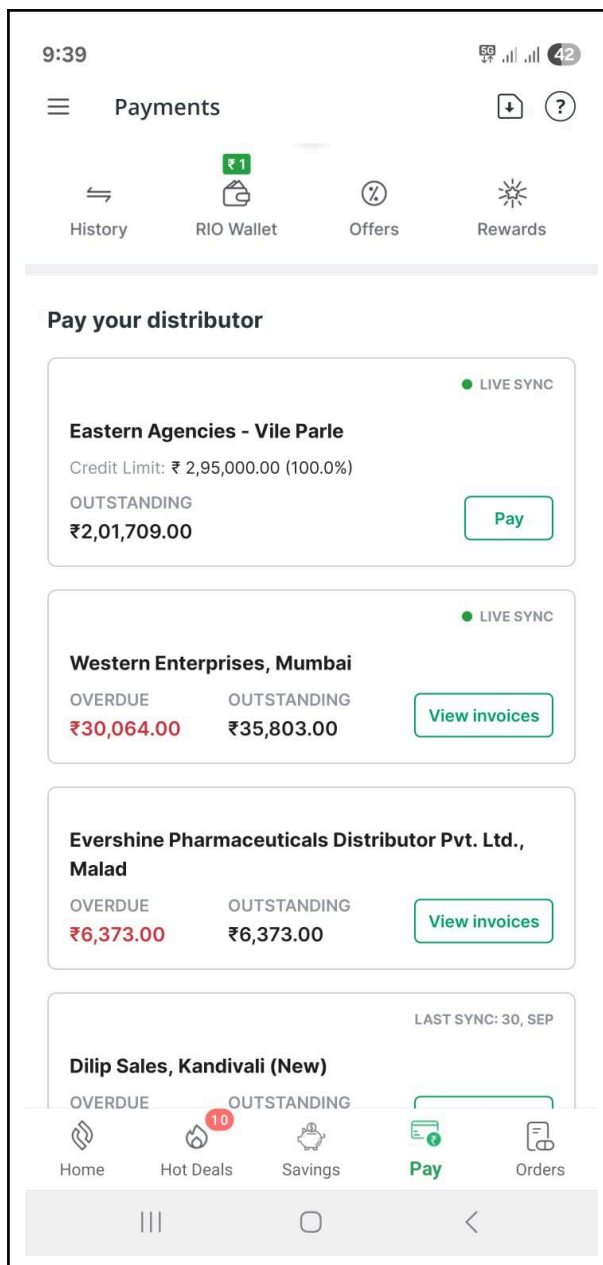 9:39 5G 42
Payments ?
₹ 1
History RIO Wallet Offers Rewards
Pay your distributor
LIVE SYNC
Eastern Agencies - Vile Parle
Credit Limit: ₹ 2,95,000.00 (100.0%)
OUTSTANDING
₹2,01,709.00
Pay
LIVE SYNC
Western Enterprises, Mumbai
OVERDUE OUTSTANDING
₹30,064.00 ₹35,803.00
View invoices
Evershine Pharmaceuticals Distributor Pvt. Ltd.,
Malad
OVERDUE OUTSTANDING
₹6,373.00 ₹6,373.00
View invoices
LAST SYNC: 30, SEP
Dilip Sales, Kandivali (New)
OVERDUE OUTSTANDING
10
Home Hot Deals Savings Pay Orders